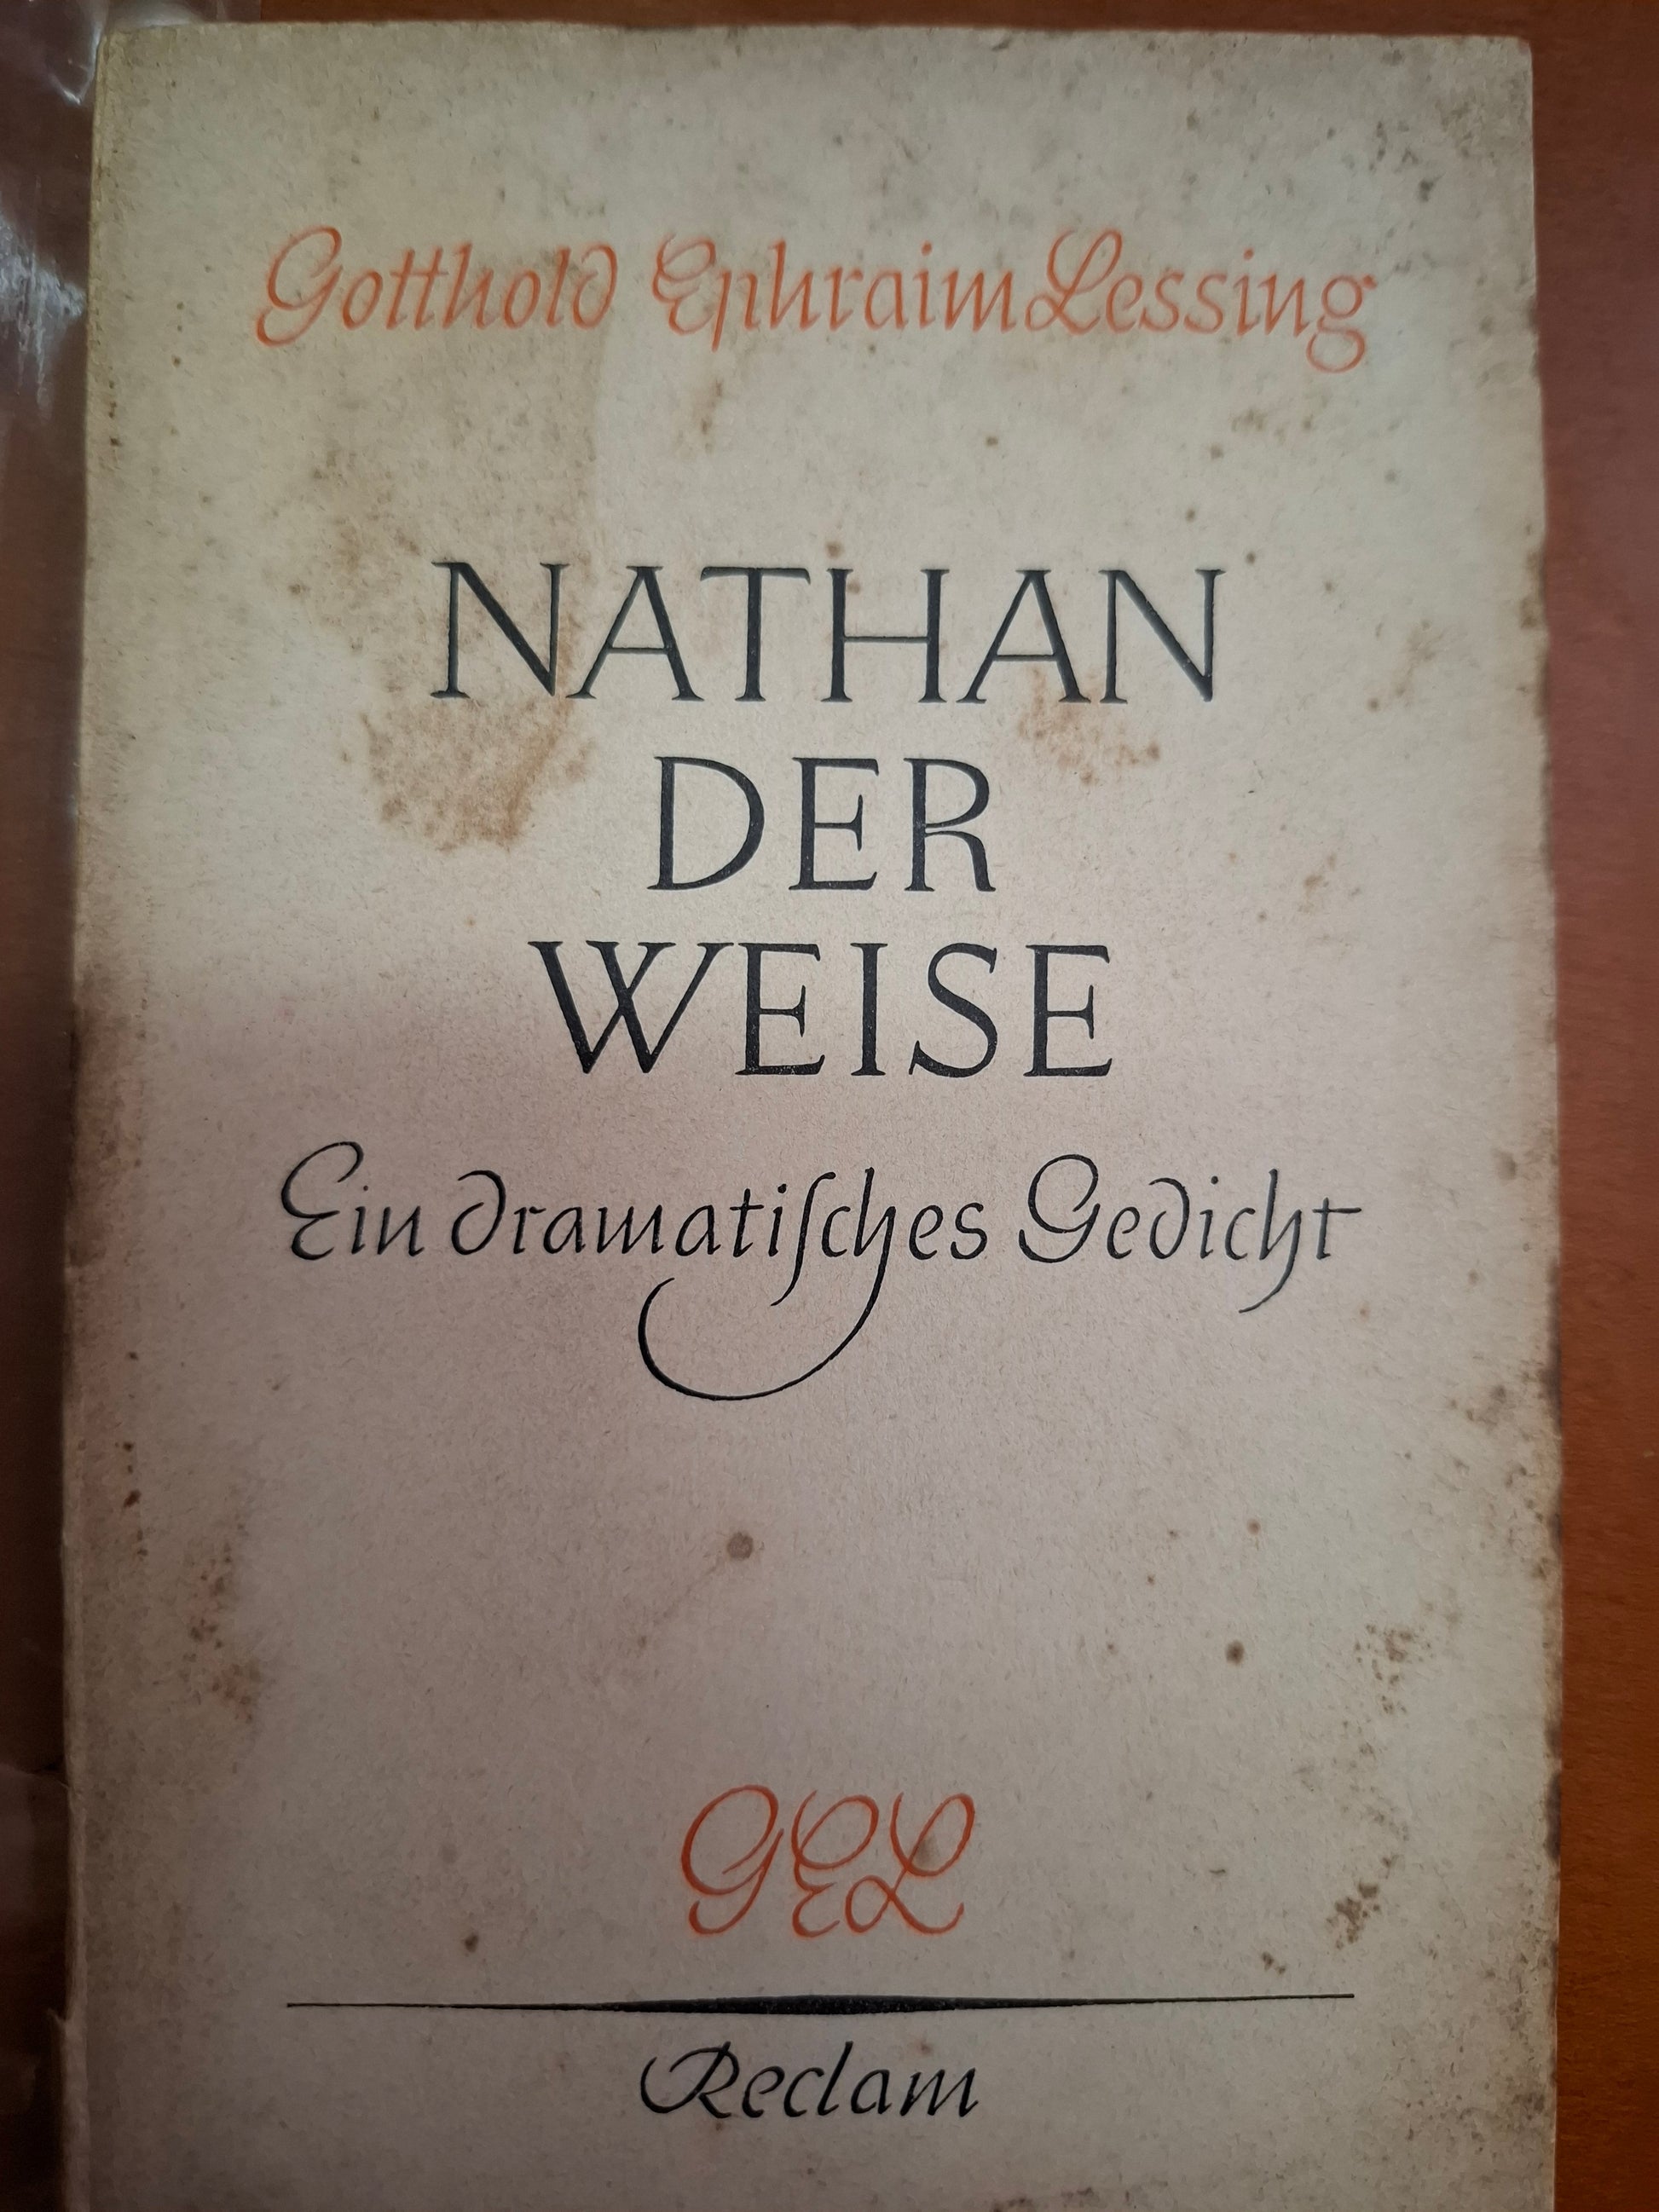 Gotthold Ephraim Lessing
NATHAN
DER
WEISE
Ein dramatiſches Gedicht
GEL
Reclam